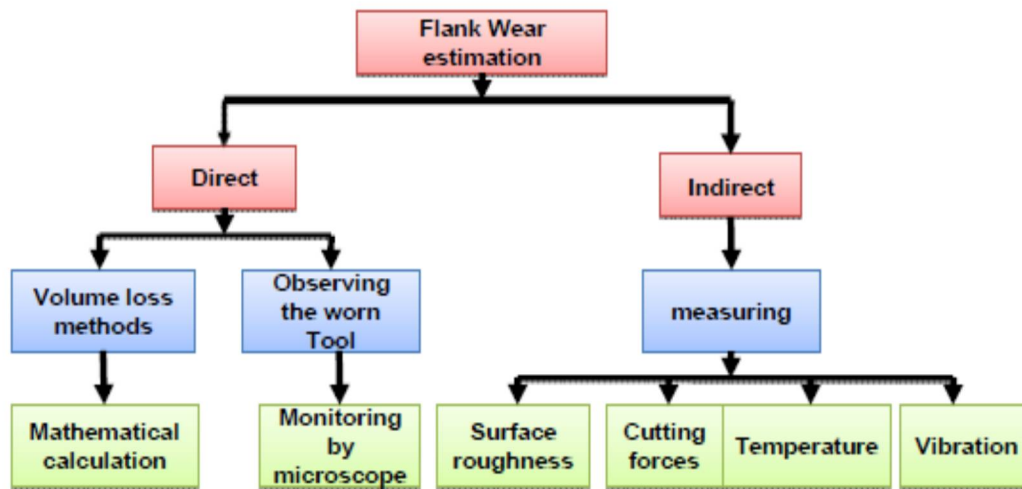 Flank Wear
estimation
Direct
Indirect
Volume loss
methods
Observing
the worn
Tool
measuring
Mathematical
calculation
Monitoring
by
microscope
Surface
roughness
Cutting
forces
Temperature
Vibration